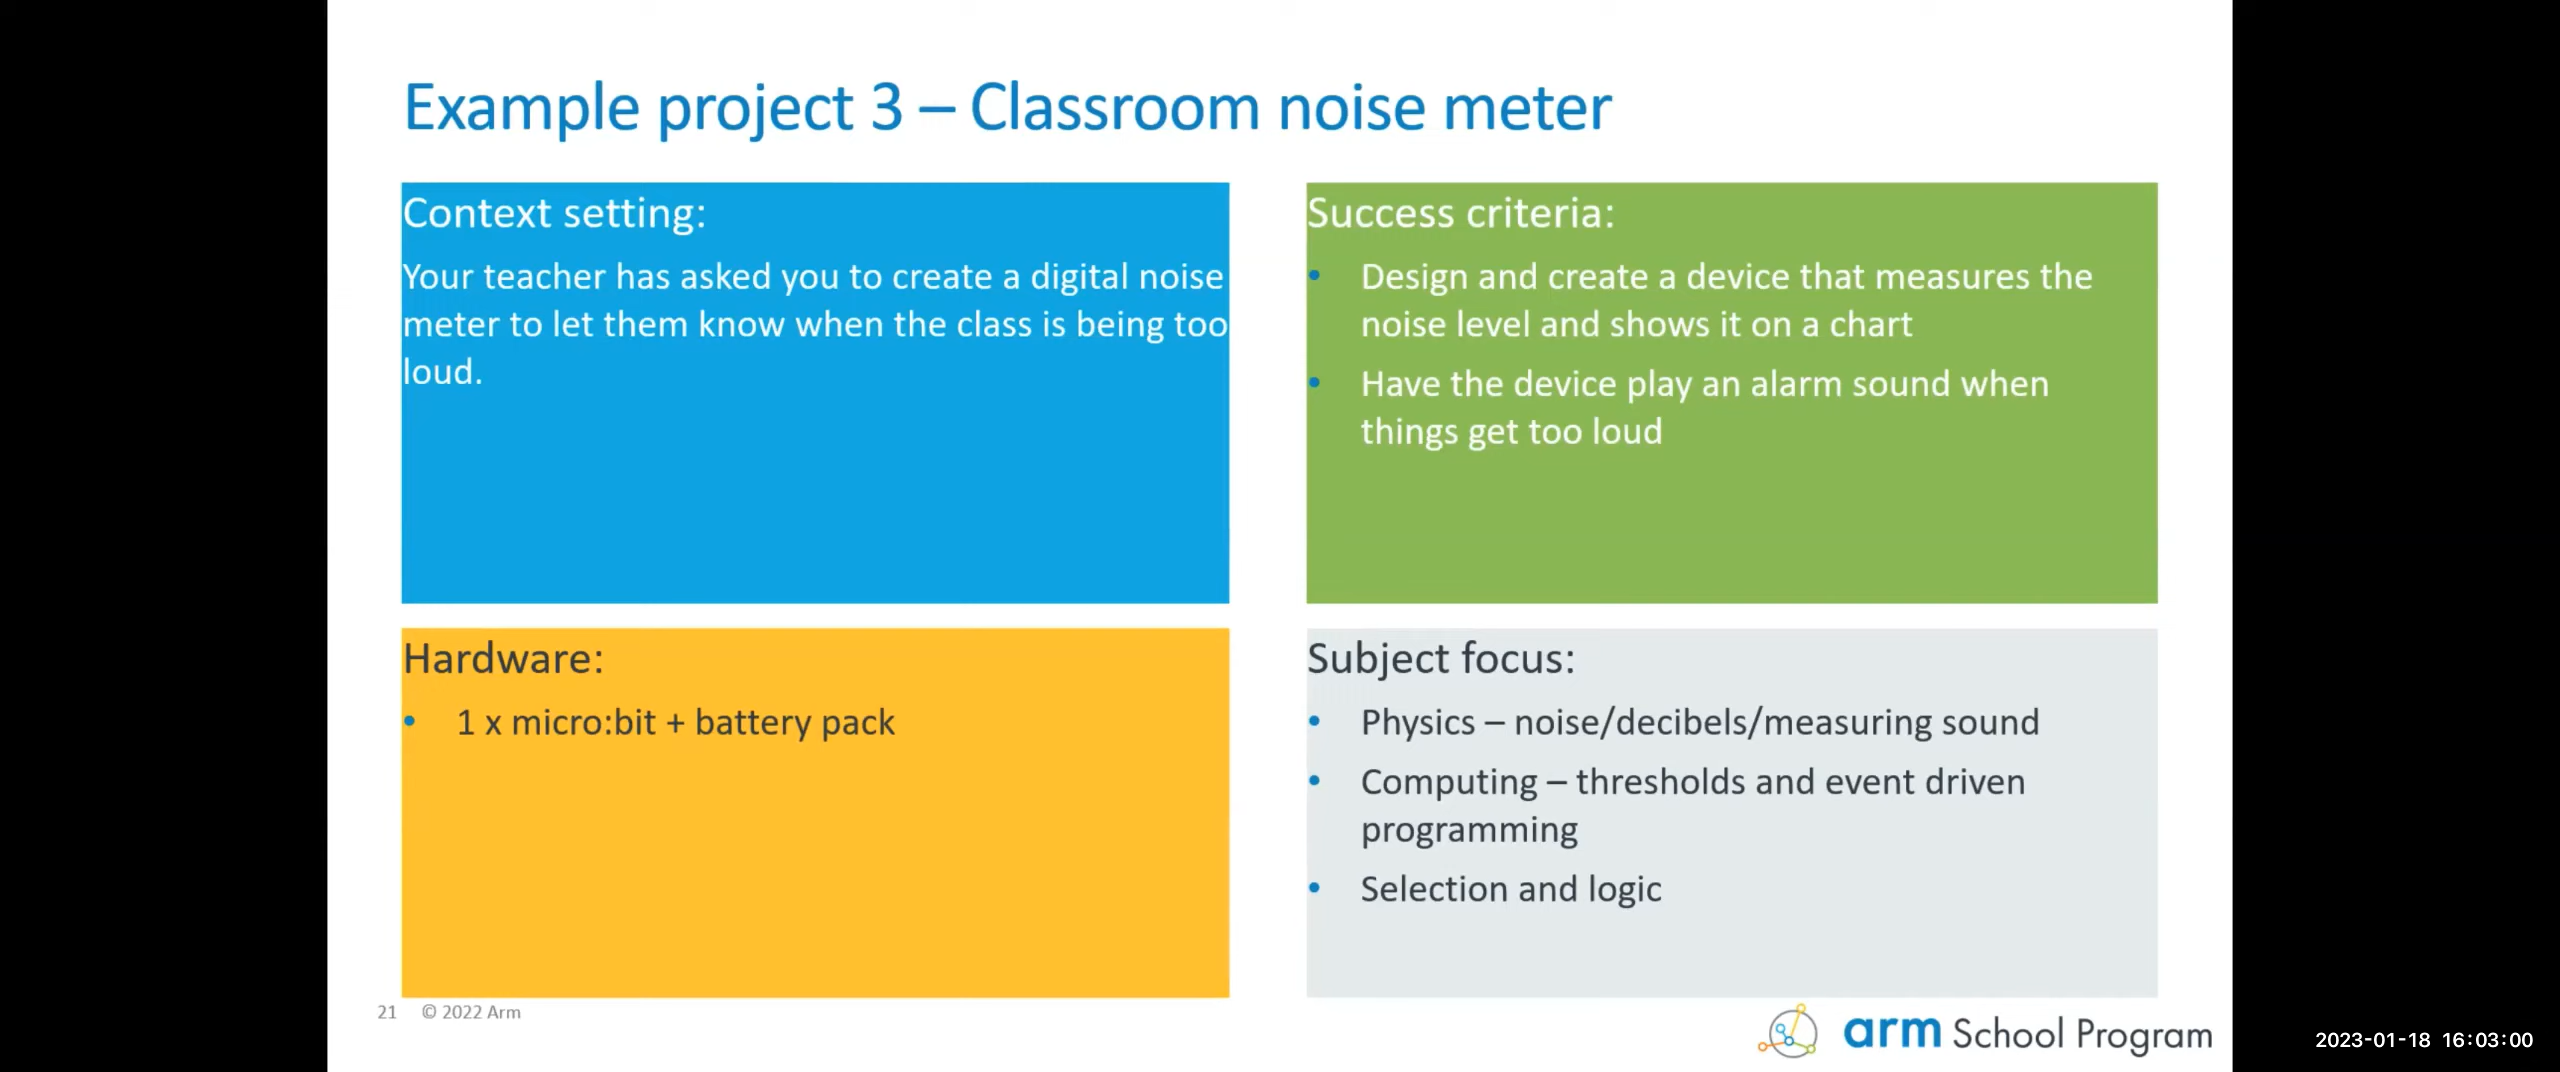 Example project 3 – Classroom noise meter
Context setting:
Your teacher has asked you to create a digital noise
meter to let them know when the class is being too
loud.
Success criteria:
• Design and create a device that measures the
noise level and shows it on a chart
• Have the device play an alarm sound when
things get too loud
Hardware:
• 1 x micro:bit + battery pack
Subject focus:
• Physics – noise/decibels/measuring sound
• Computing – thresholds and event driven
programming
• Selection and logic
21 © 2022 Arm
arm School Program
2023-01-18 16:03:00